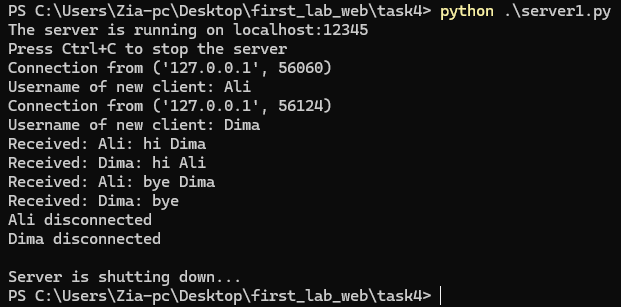 PS C:\Users\Zia-pc\Desktop\first_lab_web\task4> python .\server1.py
The server is running on localhost:12345
Press Ctrl+C to stop the server
Connection from ('127.0.0.1', 56060)
Username of new client: Ali
Connection from ('127.0.0.1', 56124)
Username of new client: Dima
Received: Ali: hi Dima
Received: Dima: hi Ali
Received: Ali: bye Dima
Received: Dima: bye
Ali disconnected
Dima disconnected
Server is shutting down...
PS C:\Users\Zia-pc\Desktop\first_lab_web\task4>